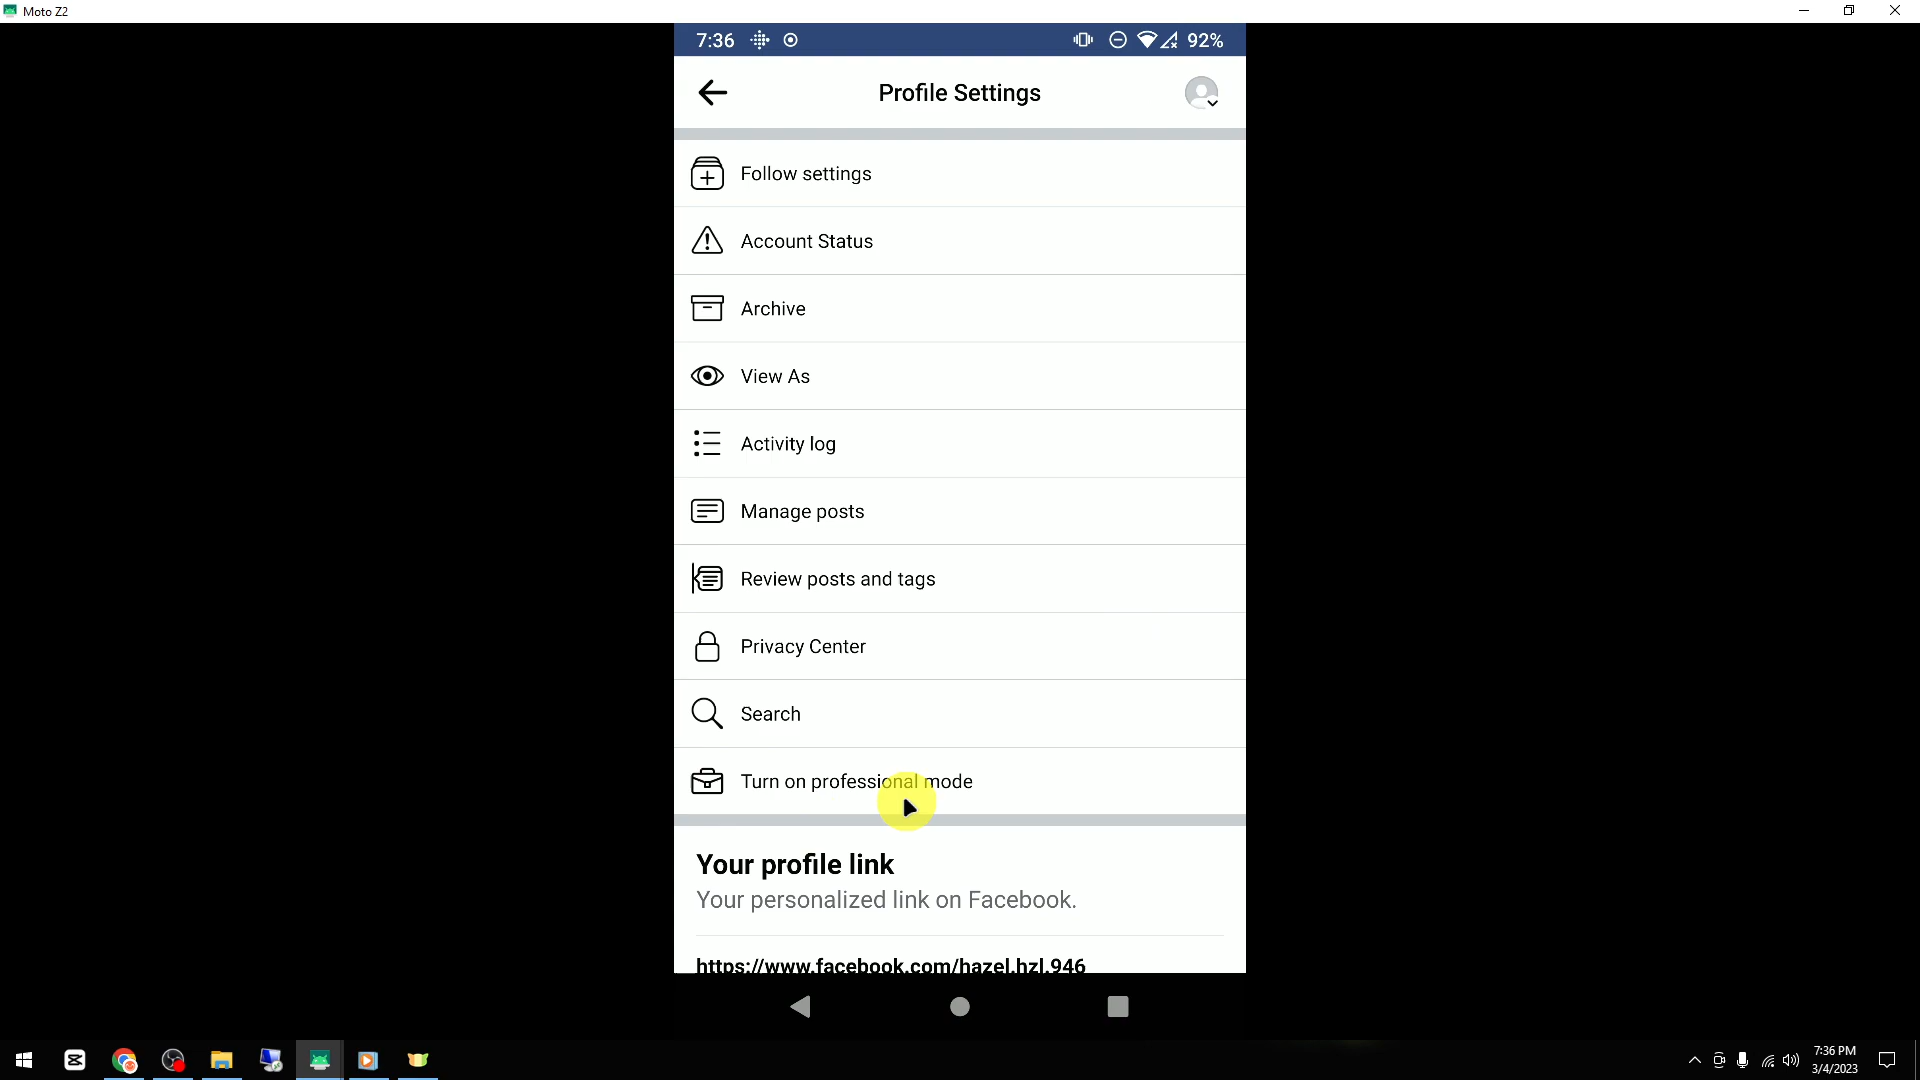 Moto Z2
7:36
92%
Profile Settings
Follow settings
Account Status
Archive
View As
Activity log
Manage posts
Review posts and tags
Privacy Center
Search
Turn on professional mode
Your profile link
Your personalized link on Facebook.
https://www.facebook.com/hazel.hzl.946
7:36 PM
3/4/2023